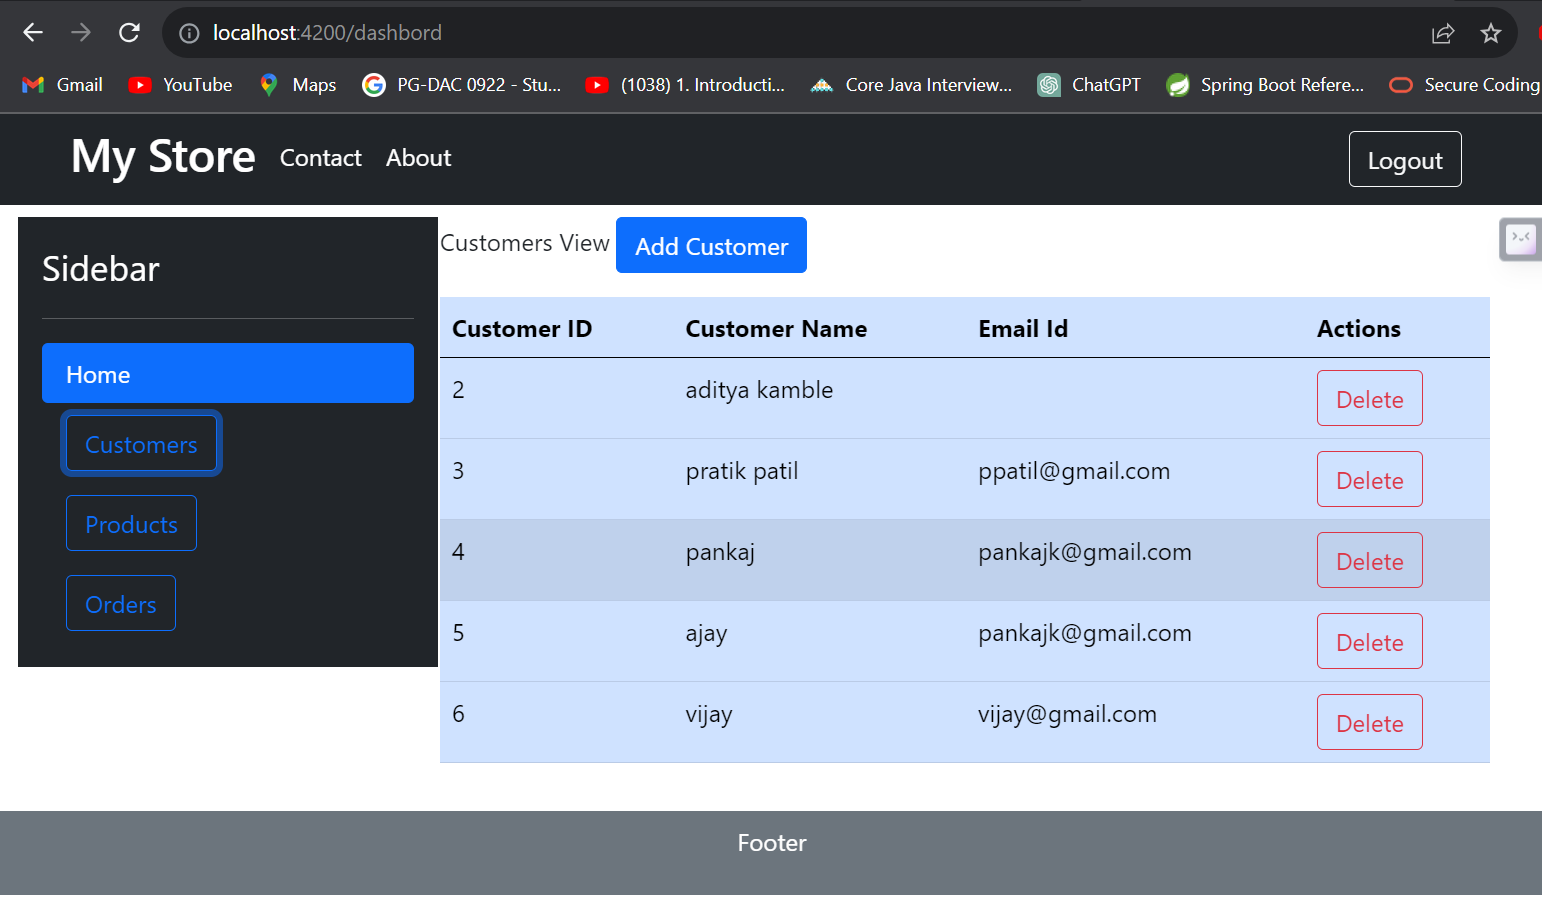 localhost:4200/dashbord
Gmail YouTube Maps PG-DAC 0922 - Stu... (1038) 1. Introducti... Core Java Interview... ChatGPT Spring Boot Refere... Secure Coding
My Store Contact About Logout
Sidebar
Home
Customers
Products
Orders
Customers View Add Customer
Customer ID Customer Name Email Id Actions
2 aditya kamble Delete
3 pratik patil ppatil@gmail.com Delete
4 pankaj pankajk@gmail.com Delete
5 ajay pankajk@gmail.com Delete
6 vijay vijay@gmail.com Delete
Footer